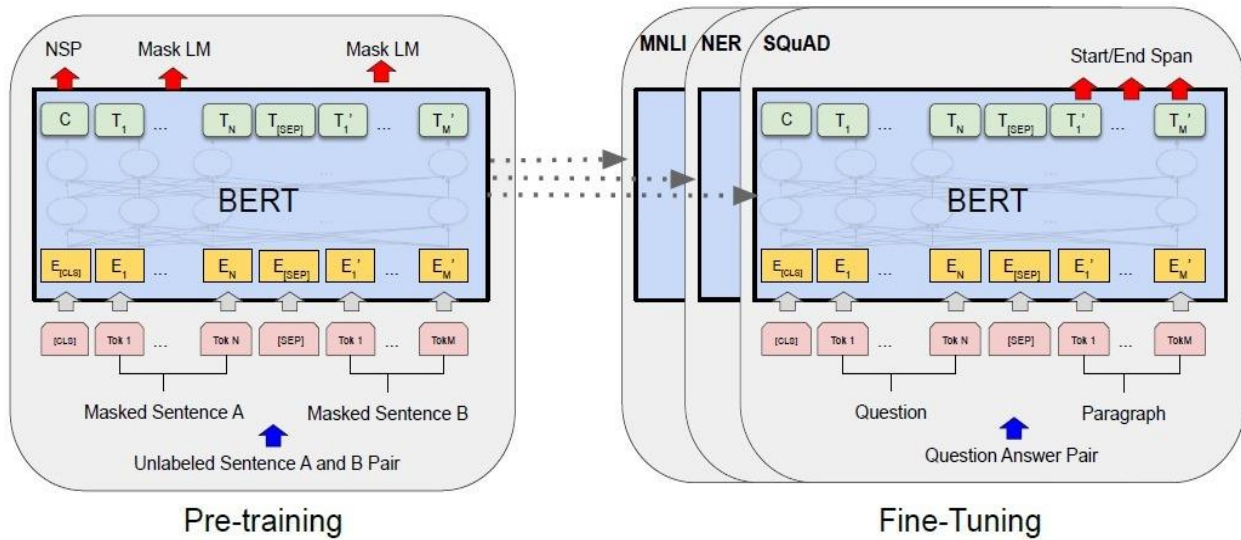 NSP Mask LM Mask LM
C T1 ... TN T[SEP] T1' ... TM'
...
BERT
...
E[CLS] E1 ... EN E[SEP] E1' ... EM'
[CLS] Tok 1 ... Tok N [SEP] Tok 1 ... TokM
Masked Sentence A Masked Sentence B
Unlabeled Sentence A and B Pair
Pre-training
MNLI NER SQuAD
Start/End Span
C T1 ... TN T[SEP] T1' ... TM'
...
BERT
...
E[CLS] E1 ... EN E[SEP] E1' ... EM'
[CLS] Tok 1 ... Tok N [SEP] Tok 1 ... TokM
Question Paragraph
Question Answer Pair
Fine-Tuning